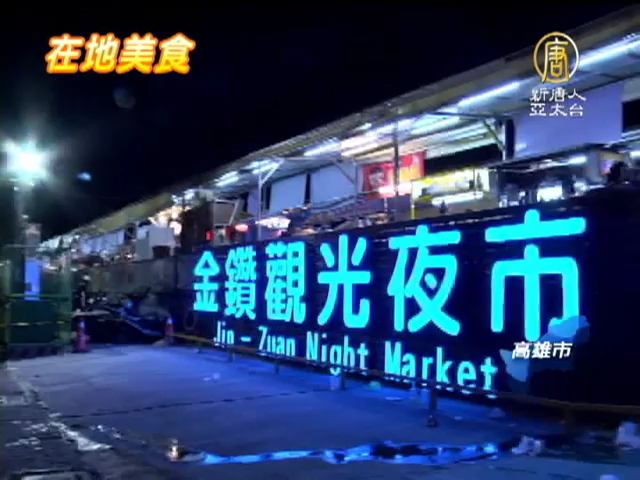 在地美食
唐
新唐人
亞太台
金鑽觀光夜市
Jin-Zuan Night Market
高雄市